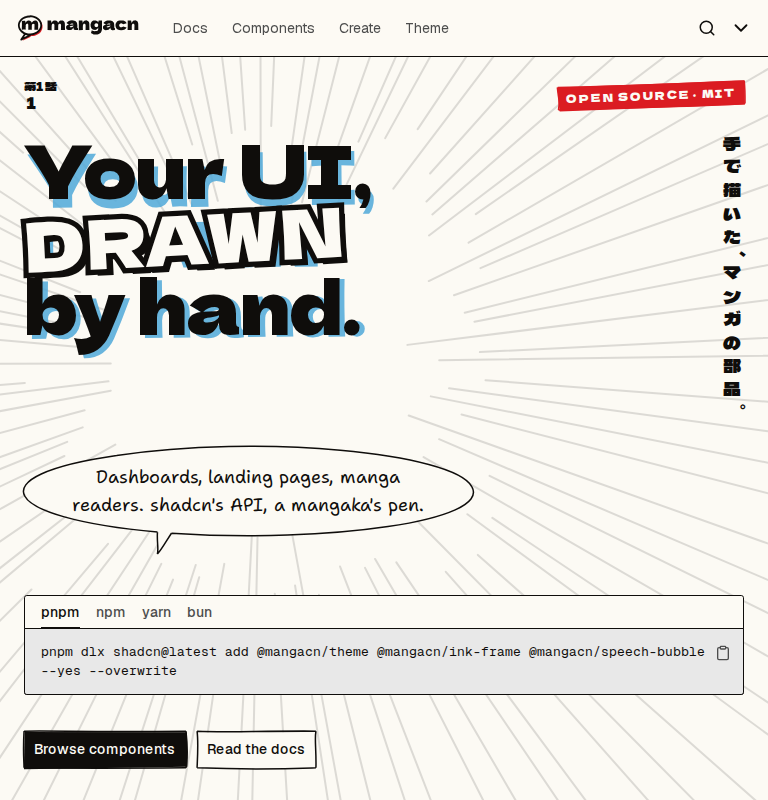 mangacn
Docs
Components
Create
Theme
第1話
1
OPEN SOURCE · MIT
Your UI,
DRAWN
by hand.
手で描いた、マンガの部品。
Dashboards, landing pages, manga
readers. shadcn's API, a mangaka's pen.
pnpm
npm
yarn
bun
pnpm dlx shadcn@latest add @mangacn/theme @mangacn/ink-frame @mangacn/speech-bubble
--yes --overwrite
Browse components
Read the docs